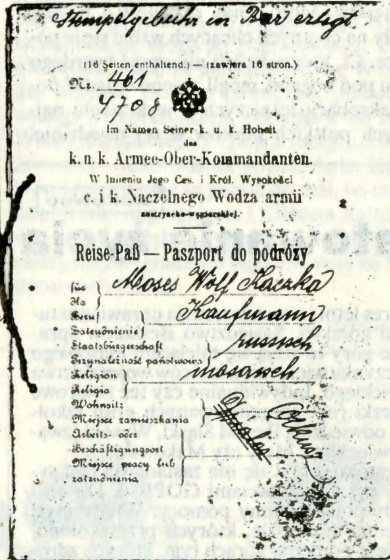 Stempelgebühr in Bar erlegt
(16 Seiten enthaltend.) — (zawiera 16 stron.)
Nr. 461
4708
Im Namen Seiner k. u. k. Hoheit
des
k. u. k. Armee-Ober-Kommandanten.
W Imieniu Jego Ces. i Król. Wysokości
c. i k. Naczelnego Wodza armii
austryacko-węgierskiej.
Reise-Paß — Paszport do podróży
für
dla
Moses Wolf Kaczka
Beruf
Zatrudnienie
Kaufmann
Staatsbürgerschaft
Przynależność państwowa
russisch
Religion
Religia
mosaisch
Wohnsitz
Miejsce zamieszkania
Arbeits- oder
Beschäftigungsort
Miejsce pracy lub
zatrudnienia
Olkusz